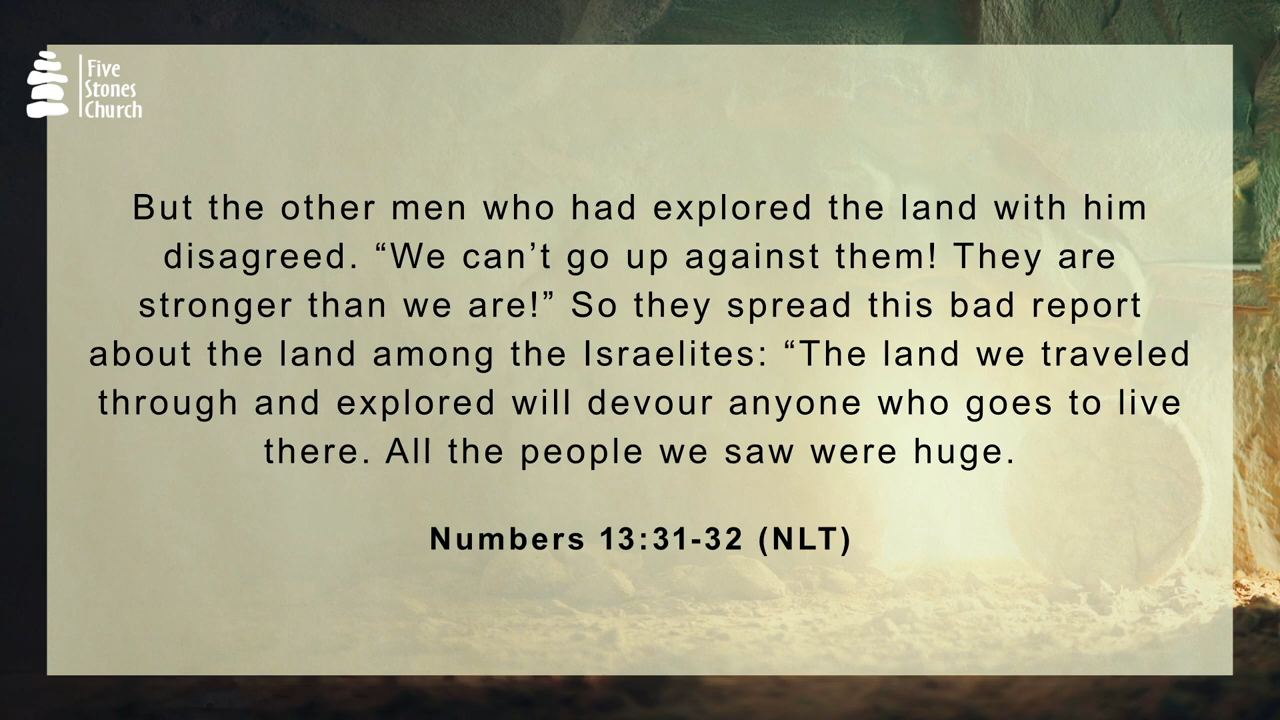 Five
Stones
Church
But the other men who had explored the land with him
disagreed. “We can’t go up against them! They are
stronger than we are!” So they spread this bad report
about the land among the Israelites: “The land we traveled
through and explored will devour anyone who goes to live
there. All the people we saw were huge.
Numbers 13:31-32 (NLT)